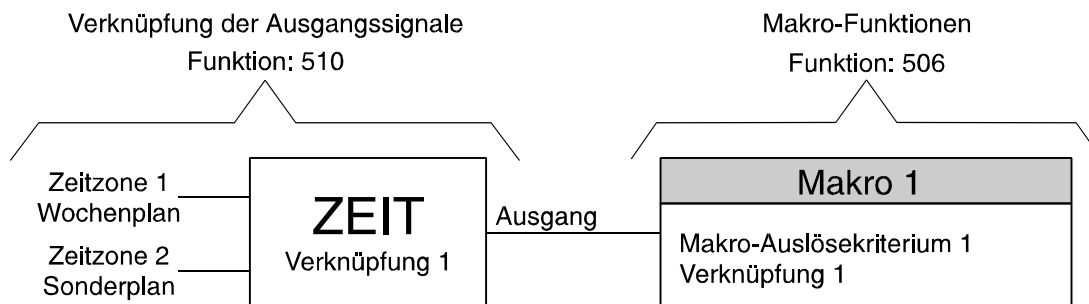 Verknüpfung der Ausgangssignale
Funktion: 510
Makro-Funktionen
Funktion: 506
Zeitzone 1
Wochenplan
Zeitzone 2
Sonderplan
ZEIT
Verknüpfung 1
Ausgang
Makro 1
Makro-Auslösekriterium 1
Verknüpfung 1